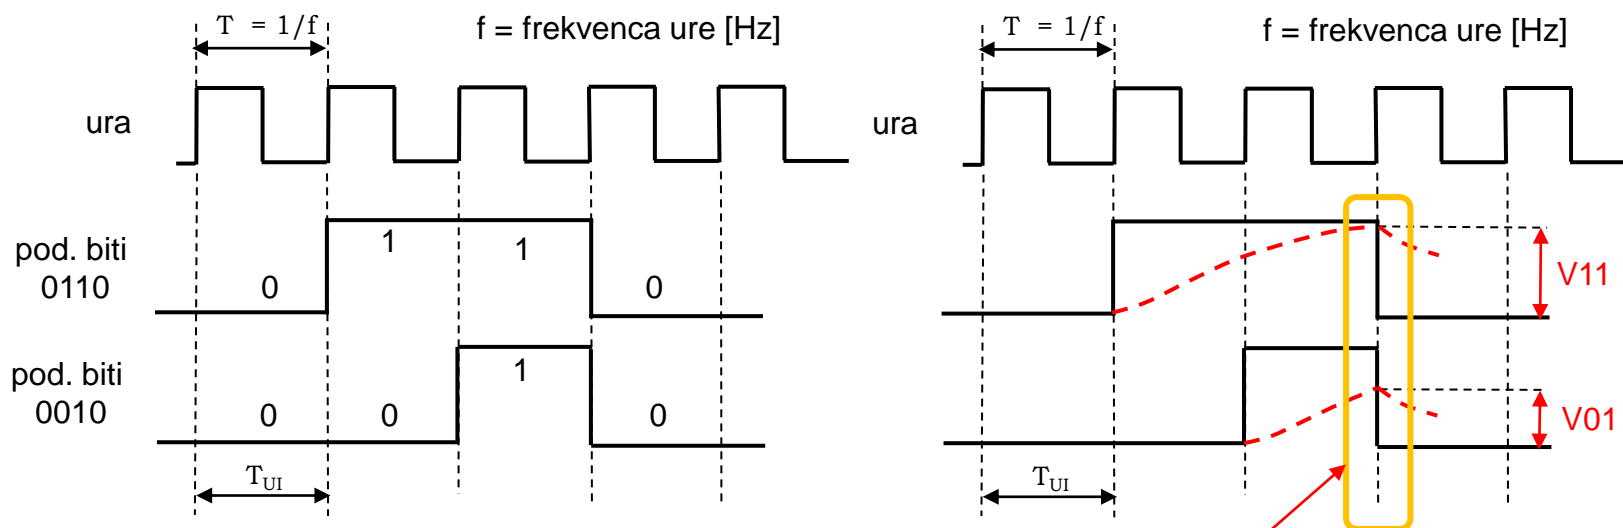 T = 1/f
f = frekvenca ure [Hz]
ura
pod. biti
0110
0
1
1
0
pod. biti
0010
0
0
1
0
T_UI
T = 1/f
f = frekvenca ure [Hz]
ura
V11
V01
T_UI